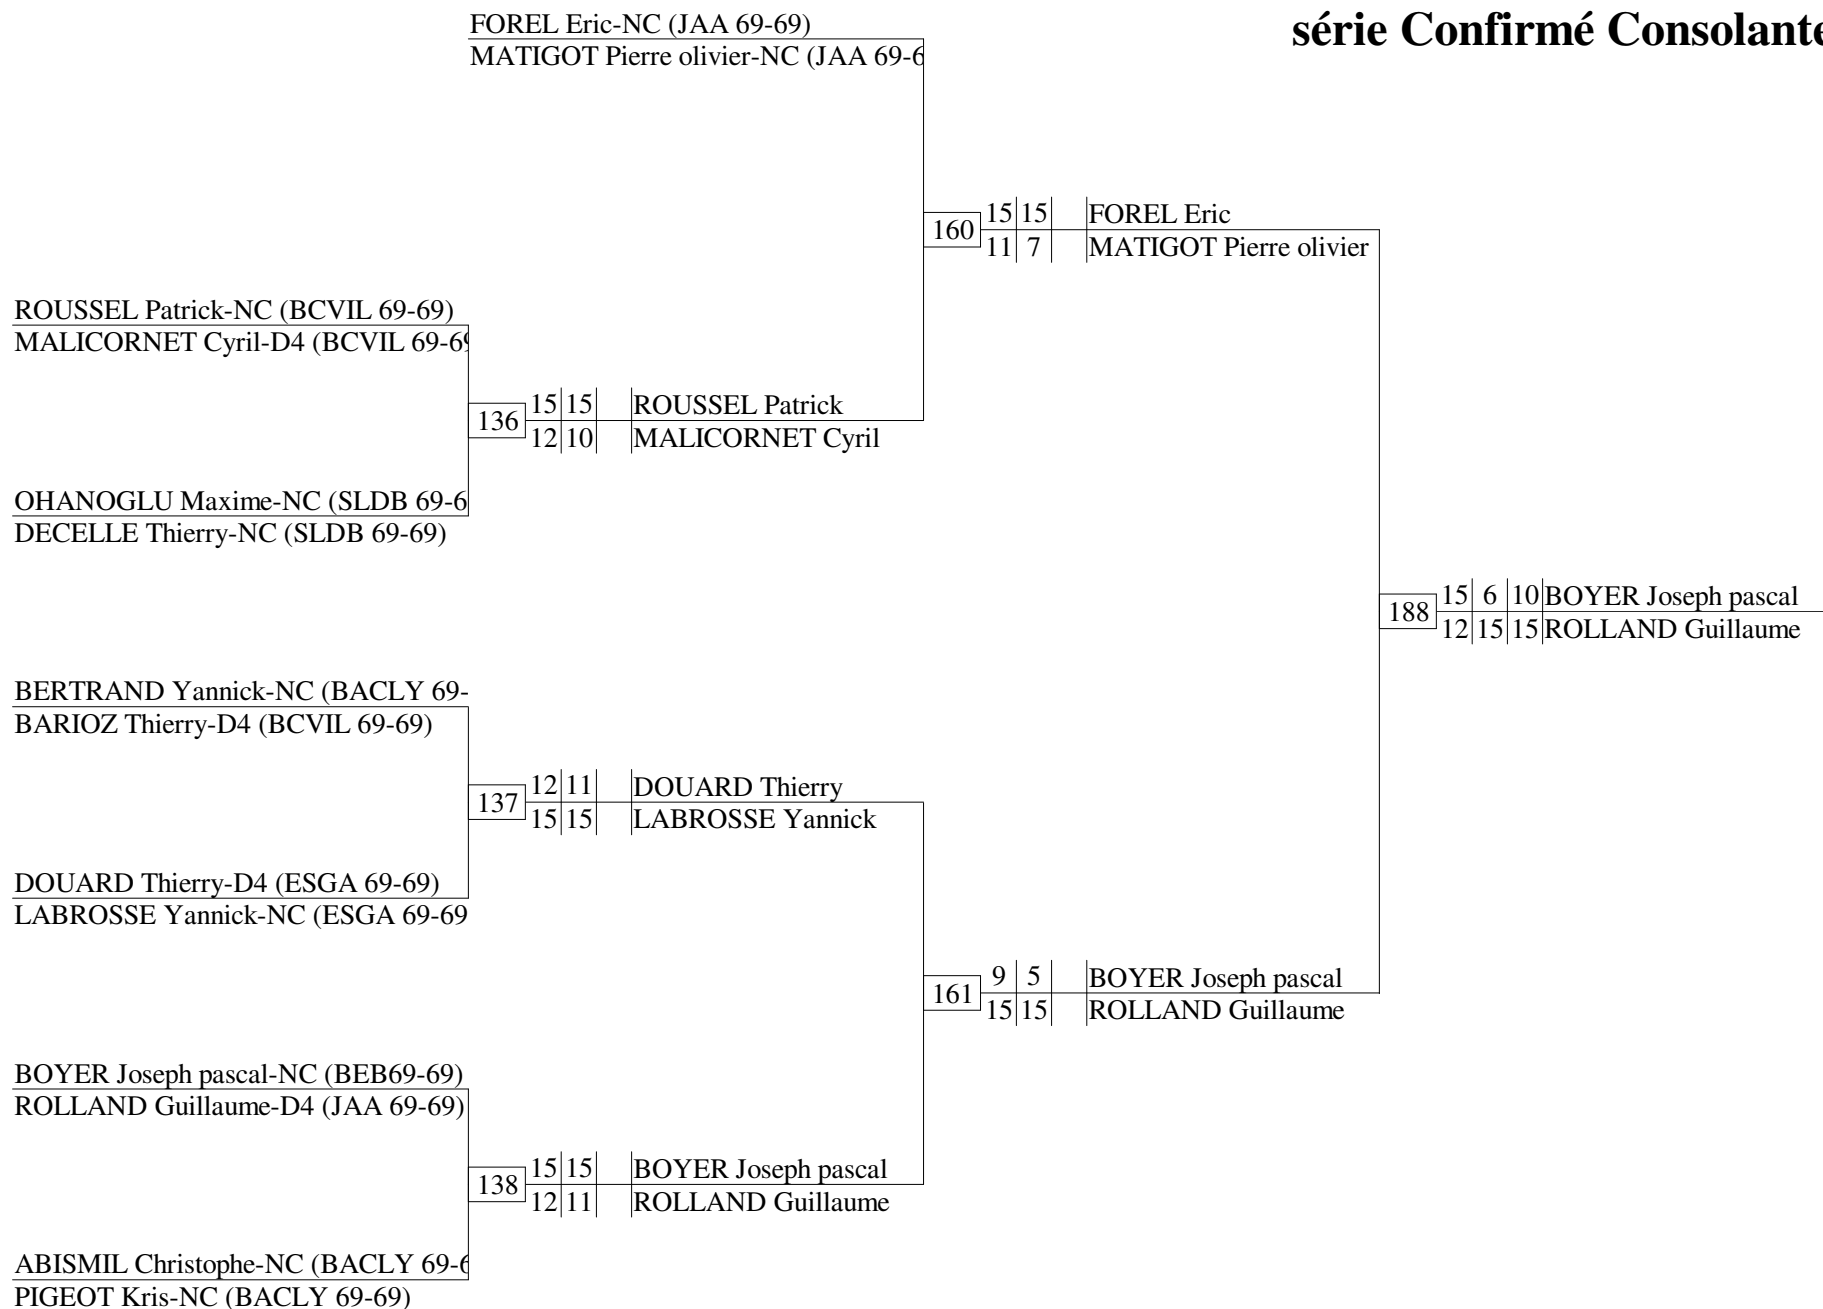 FOREL Eric-NC (JAA 69-69)
série Confirmé Consolante
MATIGOT Pierre olivier-NC (JAA 69-6
15 15 FOREL Eric
160
11 7 MATIGOT Pierre olivier
ROUSSEL Patrick-NC (BCVIL 69-69)
MALICORNET Cyril-D4 (BCVIL 69-69
15 15 ROUSSEL Patrick
136
12 10 MALICORNET Cyril
OHANOGLU Maxime-NC (SLDB 69-6
DECELLE Thierry-NC (SLDB 69-69)
15 6 10 BOYER Joseph pascal
188
12 15 15 ROLLAND Guillaume
BERTRAND Yannick-NC (BACLY 69-
BARIOZ Thierry-D4 (BCVIL 69-69)
12 11 DOUARD Thierry
137
15 15 LABROSSE Yannick
DOUARD Thierry-D4 (ESGA 69-69)
LABROSSE Yannick-NC (ESGA 69-69
9 5 BOYER Joseph pascal
161
15 15 ROLLAND Guillaume
BOYER Joseph pascal-NC (BEB69-69)
ROLLAND Guillaume-D4 (JAA 69-69)
15 15 BOYER Joseph pascal
138
12 11 ROLLAND Guillaume
ABISMIL Christophe-NC (BACLY 69-6
PIGEOT Kris-NC (BACLY 69-69)